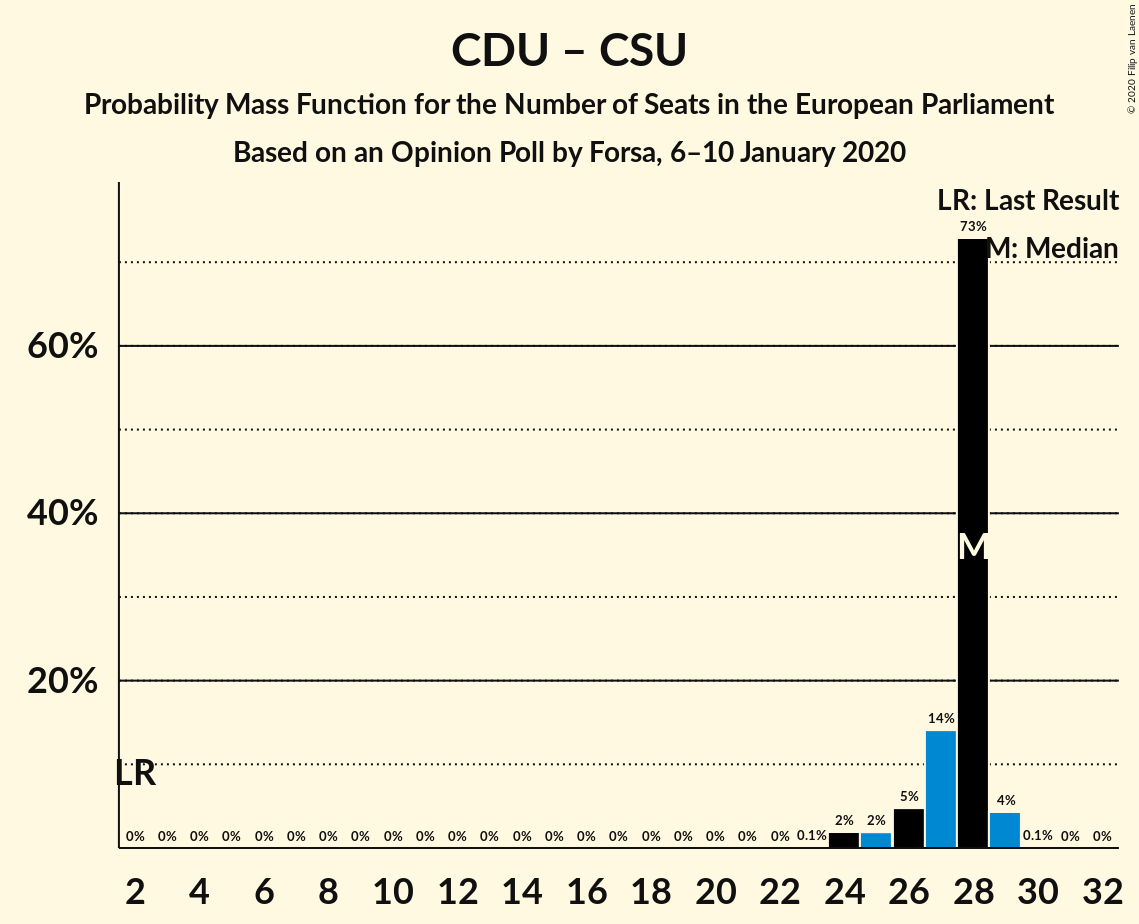 CDU – CSU
Probability Mass Function for the Number of Seats in the European Parliament
Based on an Opinion Poll by Forsa, 6–10 January 2020
© 2020 Filip van Laenen
LR: Last Result
M: Median
73%
60%
40%
M
20%
14%
LR
5%
4%
2% 2%
0% 0% 0% 0% 0% 0% 0% 0% 0% 0% 0% 0% 0% 0% 0% 0% 0% 0% 0% 0% 0% 0.1% 0.1% 0% 0%
2 4 6 8 10 12 14 16 18 20 22 24 26 28 30 32